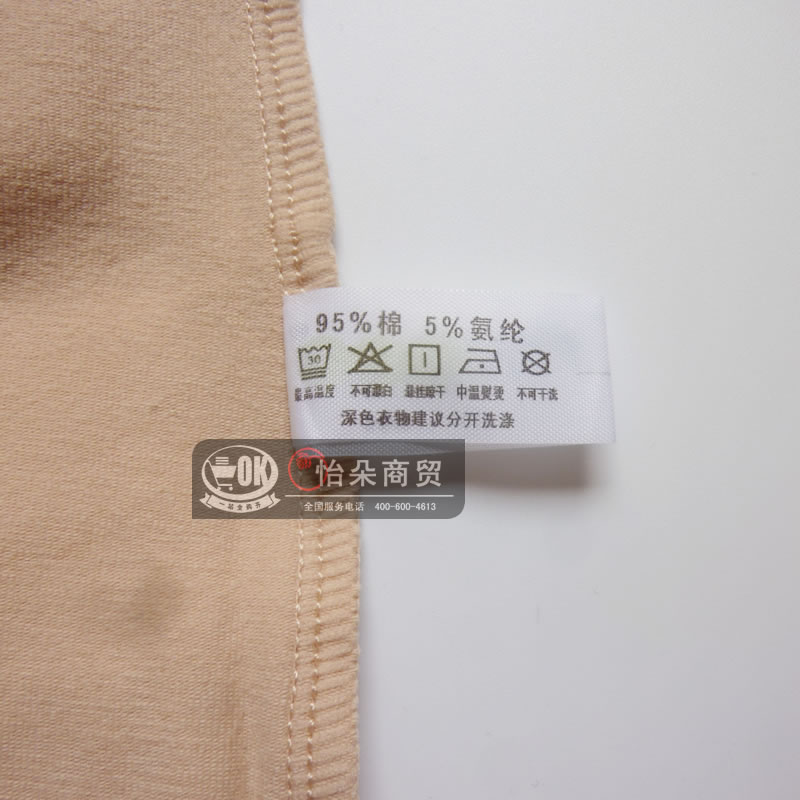 95%棉 5%氨纶
30
最高温度 不可漂白 悬挂晾干 中温熨烫 不可干洗
深色衣物建议分开洗涤
OK 怡朵商贸
全国服务电话 400-600-4613